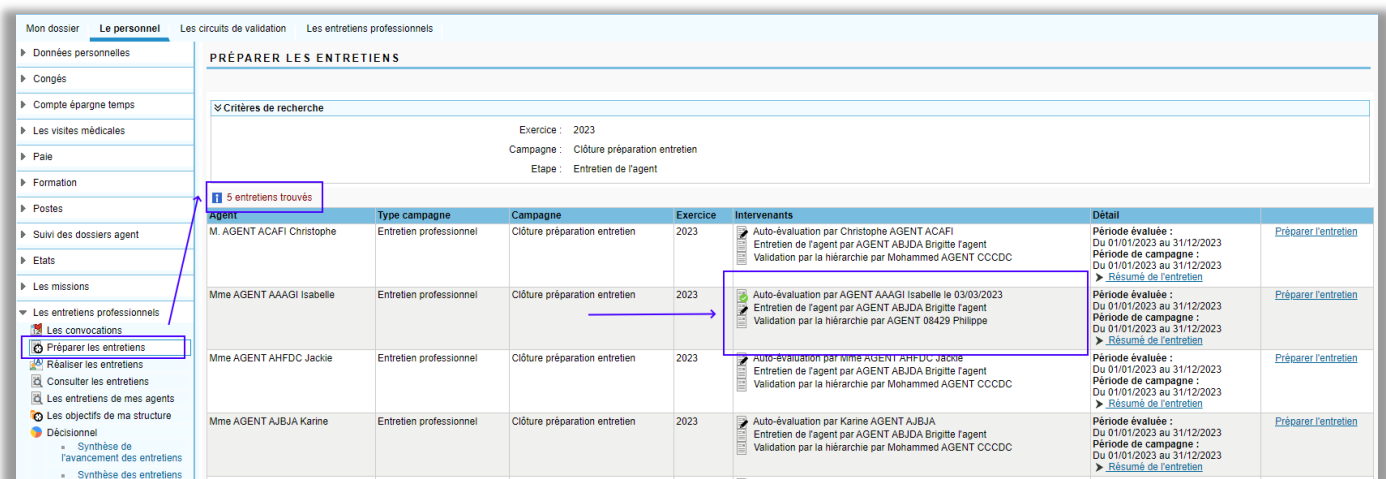 Mon dossier Le personnel Les circuits de validation Les entretiens professionnels
Données personnelles
Congés
Compte épargne temps
Les visites médicales
Paie
Formation
Postes
Suivi des dossiers agent
Etats
Les missions
Les entretiens professionnels
Les convocations
Préparer les entretiens
Réaliser les entretiens
Consulter les entretiens
Les entretiens de mes agents
Les objectifs de ma structure
Décisionnel
Synthèse de
l'avancement des entretiens
Synthèse des entretiens
PRÉPARER LES ENTRETIENS
Critères de recherche
Exercice : 2023
Campagne : Clôture préparation entretien
Etape : Entretien de l'agent
5 entretiens trouvés
Agent Type campagne Campagne Exercice Intervenants Détail
M. AGENT ACAFI Christophe Entretien professionnel Clôture préparation entretien 2023 Auto-évaluation par Christophe AGENT ACAFI Période évaluée : Préparer l'entretien
Entretien de l'agent par AGENT ABJDA Brigitte l'agent Du 01/01/2023 au 31/12/2023
Validation par la hiérarchie par Mohammed AGENT CCCDC Période de campagne :
Du 01/01/2023 au 31/12/2023
Résumé de l'entretien
Mme AGENT AAAGI Isabelle Entretien professionnel Clôture préparation entretien 2023 Auto-évaluation par AGENT AAAGI Isabelle le 03/03/2023 Période évaluée : Préparer l'entretien
Entretien de l'agent par AGENT ABJDA Brigitte l'agent Du 01/01/2023 au 31/12/2023
Validation par la hiérarchie par AGENT 08429 Philippe Période de campagne :
Du 01/01/2023 au 31/12/2023
Résumé de l'entretien
Mme AGENT AHFDC Jackie Entretien professionnel Clôture préparation entretien 2023 Auto-évaluation par Mme AGENT AHFDC Jackie Période évaluée : Préparer l'entretien
Entretien de l'agent par AGENT ABJDA Brigitte l'agent Du 01/01/2023 au 31/12/2023
Validation par la hiérarchie par Mohammed AGENT CCCDC Période de campagne :
Du 01/01/2023 au 31/12/2023
Résumé de l'entretien
Mme AGENT AJBJA Karine Entretien professionnel Clôture préparation entretien 2023 Auto-évaluation par Karine AGENT AJBJA Période évaluée : Préparer l'entretien
Entretien de l'agent par AGENT ABJDA Brigitte l'agent Du 01/01/2023 au 31/12/2023
Validation par la hiérarchie par Mohammed AGENT CCCDC Période de campagne :
Du 01/01/2023 au 31/12/2023
Résumé de l'entretien